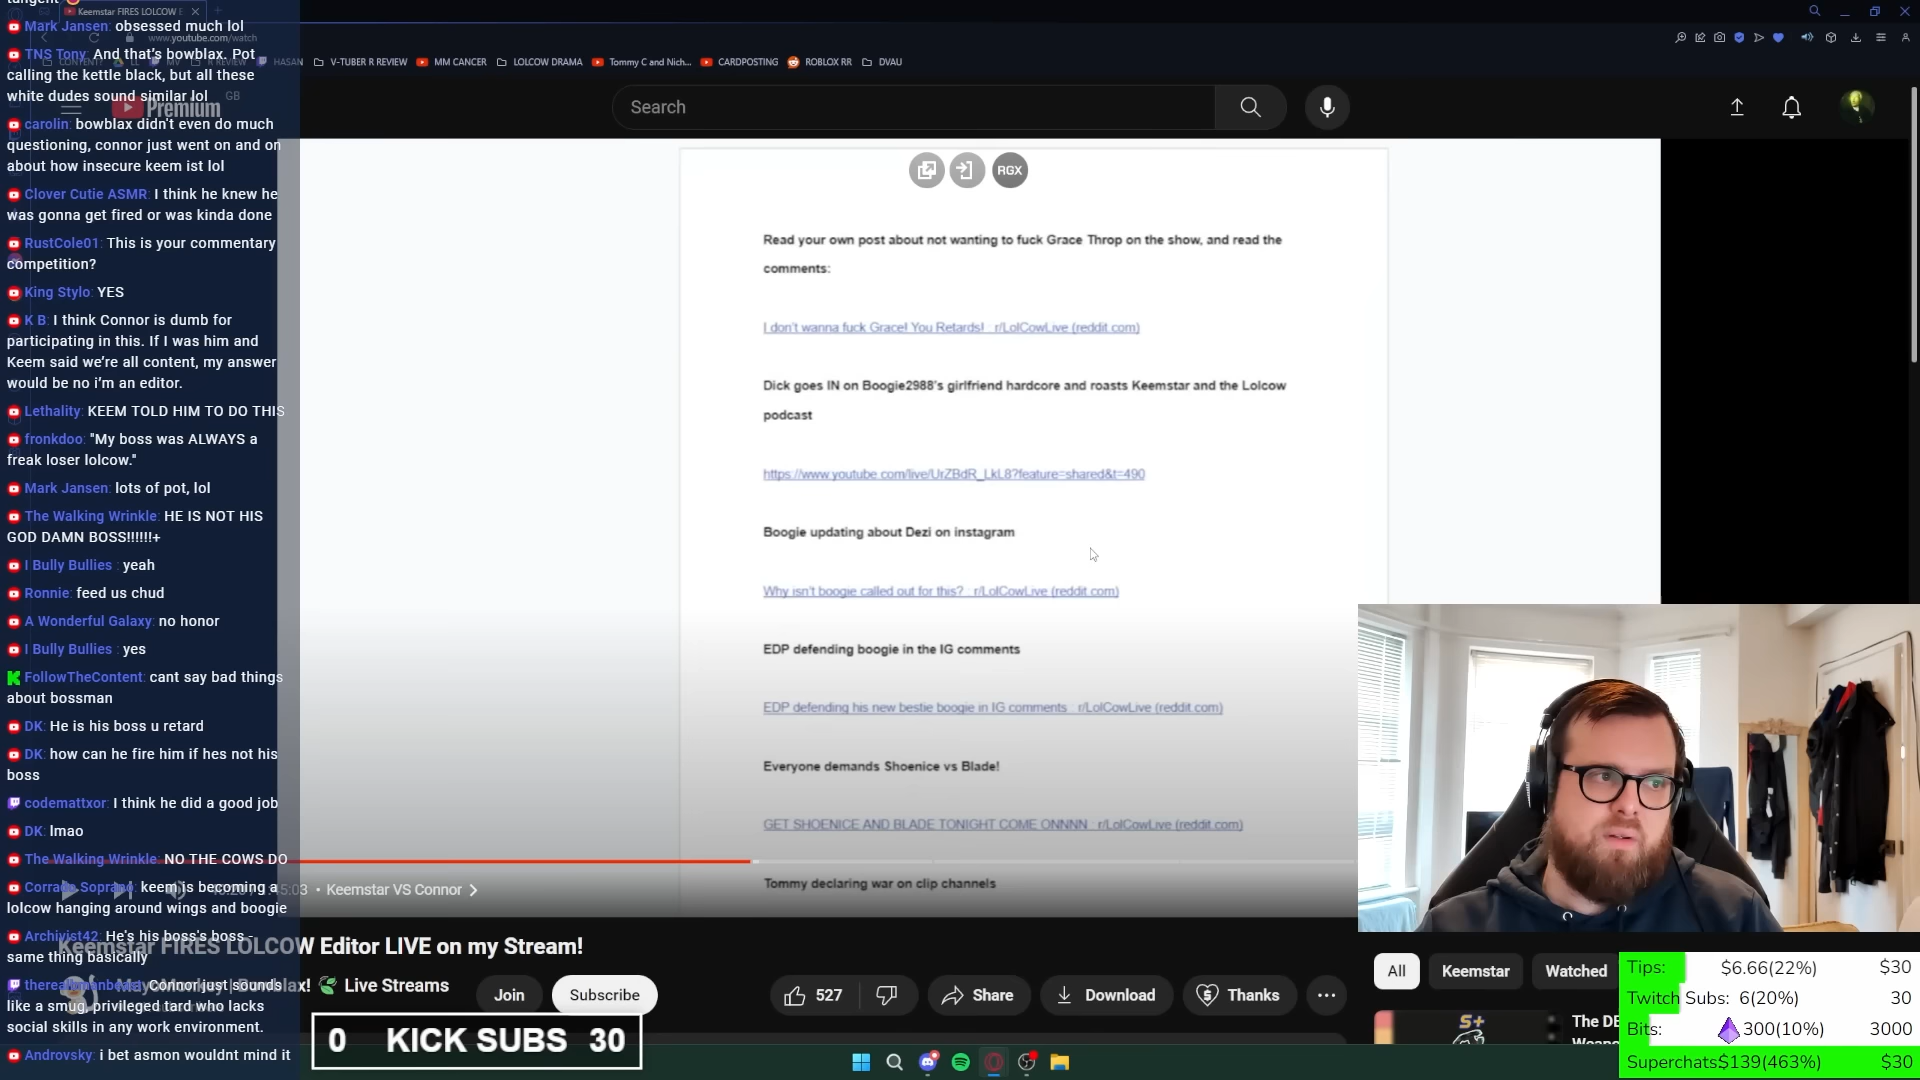 Keemstar FIRES LOLCOW E
Mark Jansen: obsessed much lol
TNS Tony: And that's bowblax. Pot
calling the kettle black, but all these
white dudes sound similar lol
carolin: bowblax didn't even do much
questioning, connor just went on and on
about how insecure keem ist lol
Clover Cutie ASMR: I think he knew he
was gonna get fired or was kinda done
RustCole01: This is your commentary
competition?
King Stylo: YES
K B: I think Connor is dumb for
participating in this. If I was him and
Keem said we're all content, my answer
would be no i'm an editor.
Lethality: KEEM TOLD HIM TO DO THIS
fronkdoo: "My boss was ALWAYS a
freak loser lolcow."
Mark Jansen: lots of pot, lol
The Walking Wrinkle: HE IS NOT HIS
GOD DAMN BOSS!!!!!!+
I Bully Bullies : yeah
Ronnie: feed us chud
A Wonderful Galaxy: no honor
I Bully Bullies : yes
FollowTheContent: cant say bad things
about bossman
DK: He is his boss u retard
DK: how can he fire him if hes not his
boss
codemattxor: I think he did a good job
DK: lmao
The Walking Wrinkle: NO THE COWS DO
Corrado Soprano: keem is becoming a
lolcow hanging around wings and boogie
Archivist42: He's his boss's boss -
same thing basically
Connor just sounds
like a smug, privileged tard who lacks
social skills in any work environment.
Androvsky: i bet asmon wouldnt mind it
www.youtube.com/watch
HASAN
V-TUBER R REVIEW
MM CANCER
LOLCOW DRAMA
Tommy C and Nich...
CARDPOSTING
ROBLOX RR
DVAU
Premium
GB
Search
RGX
Read your own post about not wanting to fuck Grace Throp on the show, and read the
comments:
I don't wanna fuck Grace! You Retards! : r/LolCowLive (reddit.com)
Dick goes IN on Boogie2988's girlfriend hardcore and roasts Keemstar and the Lolcow
podcast
https://www.youtube.com/live/UrZBdR_LkL8?feature=shared&t=490
Boogie updating about Dezi on instagram
Why isn't boogie called out for this? : r/LolCowLive (reddit.com)
EDP defending boogie in the IG comments
EDP defending his new bestie boogie in IG comments : r/LolCowLive (reddit.com)
Everyone demands Shoenice vs Blade!
GET SHOENICE AND BLADE TONIGHT COME ONNNN : r/LolCowLive (reddit.com)
Tommy declaring war on clip channels
• Keemstar VS Connor
Keemstar FIRES LOLCOW Editor LIVE on my Stream!
Live Streams
Join
Subscribe
527
Share
Download
Thanks
All
Keemstar
Watched
S+
The DE
0 KICK SUBS 30
Tips: $6.66(22%) $30
Twitch Subs: 6(20%) 30
Bits: 300(10%) 3000
Superchats$139(463%) $30